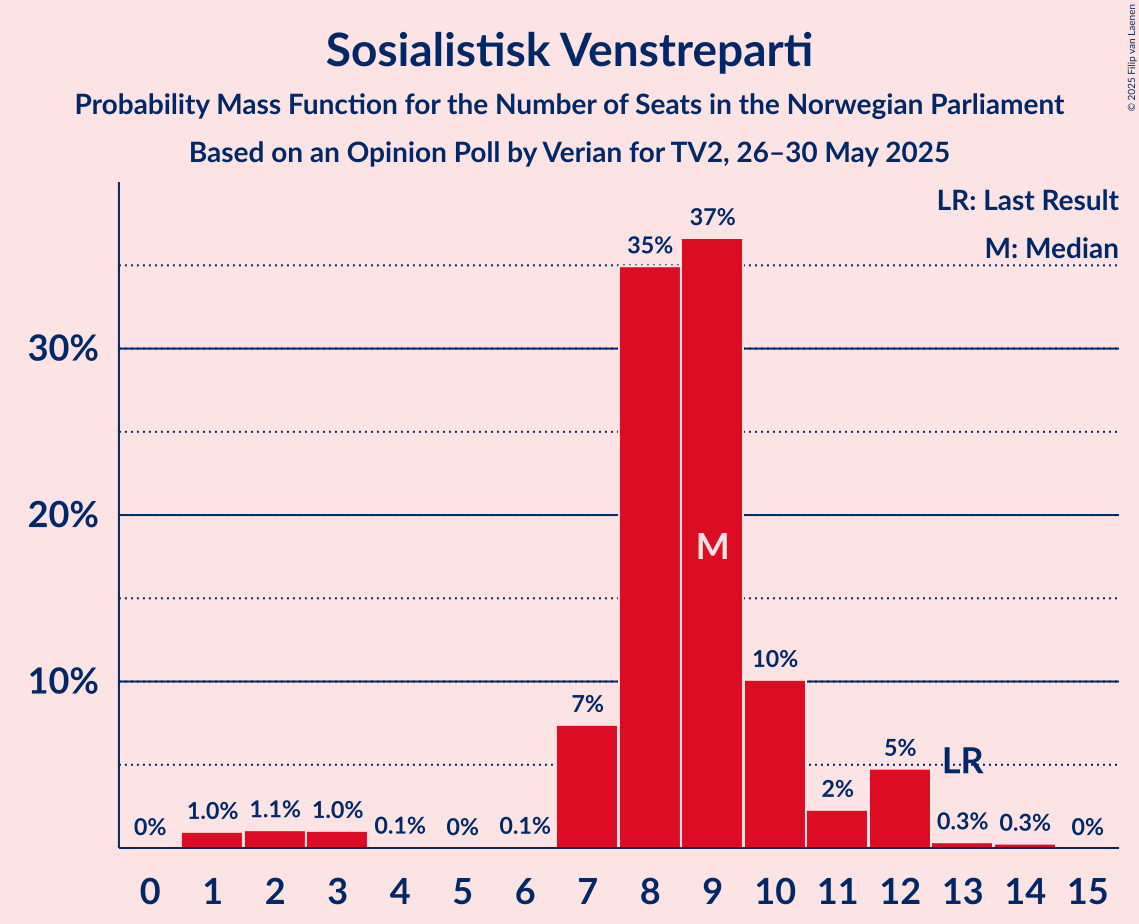 Sosialistisk Venstreparti
Probability Mass Function for the Number of Seats in the Norwegian Parliament
Based on an Opinion Poll by Verian for TV2, 26–30 May 2025
© 2025 Filip van Laenen
LR: Last Result
M: Median
30%
20%
10%
0%
1.0%
1.1%
1.0%
0.1%
0%
0.1%
7%
35%
37%
M
10%
2%
5%
LR
0.3%
0.3%
0%
0 1 2 3 4 5 6 7 8 9 10 11 12 13 14 15